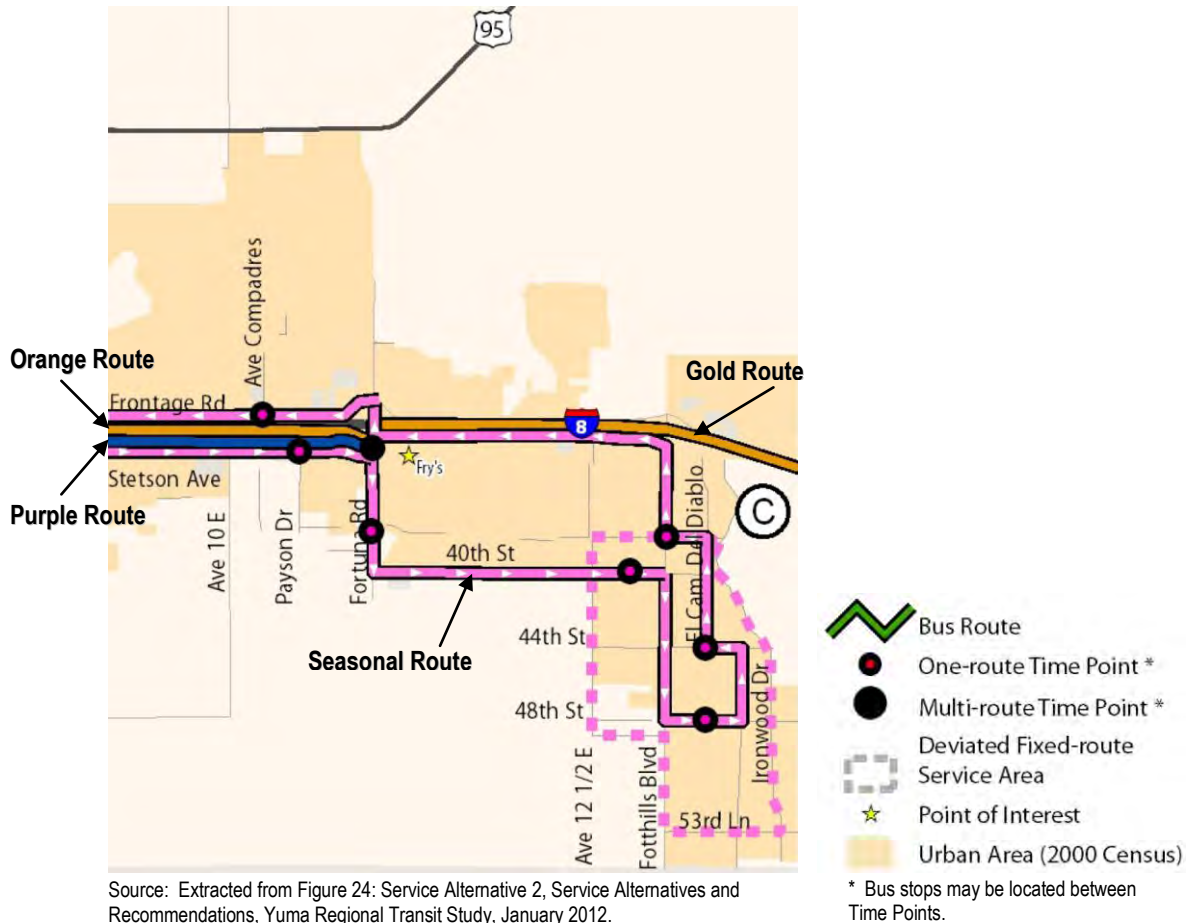 95
Ave Compadres
Orange Route
Gold Route
Frontage Rd
8
Fry's
Stetson Ave
Purple Route
C
Ave 10 E
Payson Dr
Fortuna Rd
40th St
El Cam. Del Diablo
44th St
Seasonal Route
48th St
Ironwood Dr
Ave 12 1/2 E
Fotthills Blvd
53rd Ln
Bus Route
One-route Time Point *
Multi-route Time Point *
Deviated Fixed-route
Service Area
Point of Interest
Urban Area (2000 Census)
* Bus stops may be located between
Time Points.
Source: Extracted from Figure 24: Service Alternative 2, Service Alternatives and
Recommendations, Yuma Regional Transit Study, January 2012.